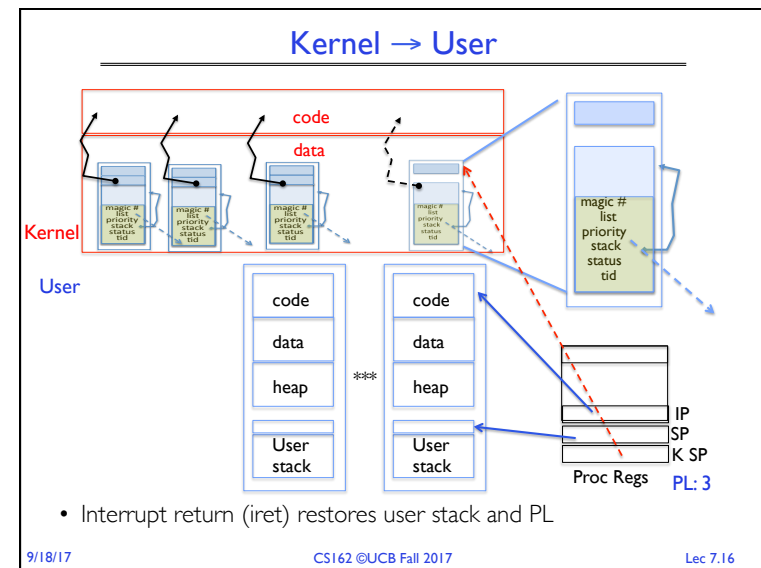 Kernel → User
code
data
magic #
list
priority
stack
status
tid
magic #
list
priority
stack
status
tid
magic #
list
priority
stack
status
tid
magic #
list
priority
stack
status
tid
magic #
list
priority
stack
status
tid
Kernel
User
code
data
heap
User
stack
***
code
data
heap
User
stack
IP
SP
K SP
Proc Regs
PL: 3
• Interrupt return (iret) restores user stack and PL
9/18/17
CS162 ©UCB Fall 2017
Lec 7.16